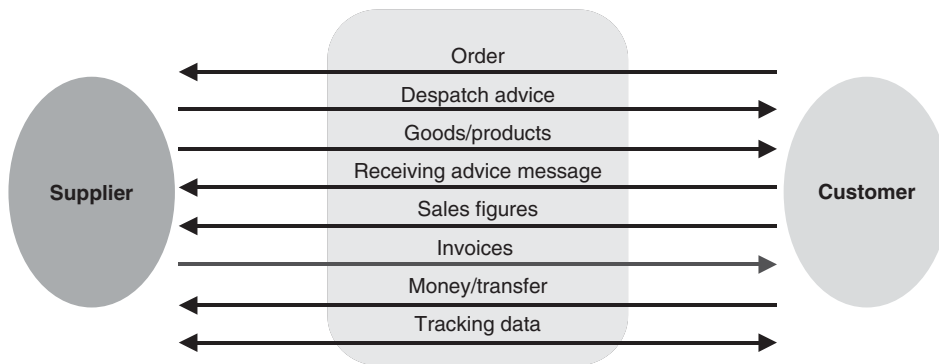 Order
Despatch advice
Goods/products
Receiving advice message
Supplier
Customer
Sales figures
Invoices
Money/transfer
Tracking data